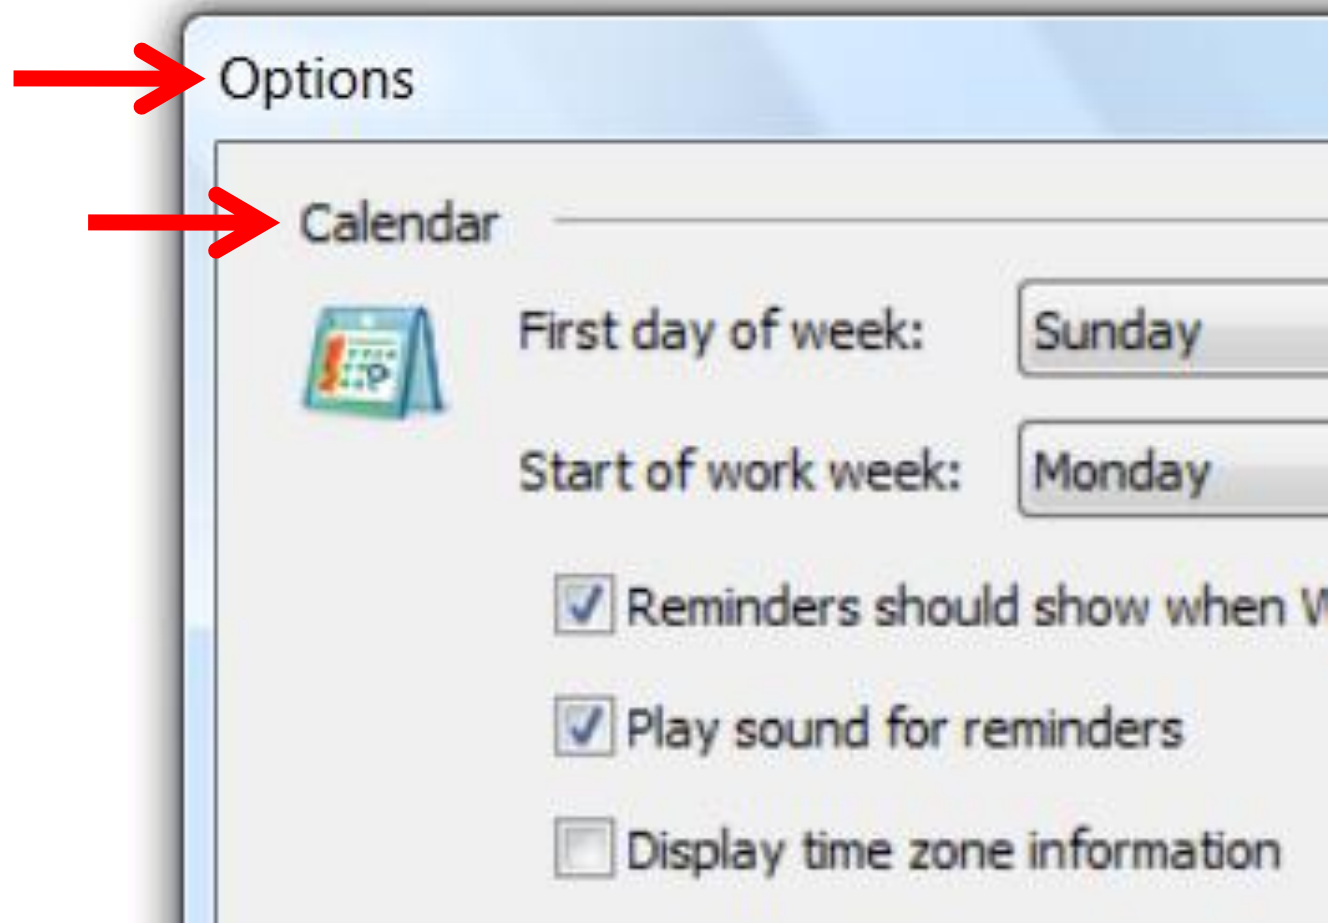 Options
Calendar
First day of week: Sunday
Start of work week: Monday
Reminders should show when
Play sound for reminders
Display time zone information